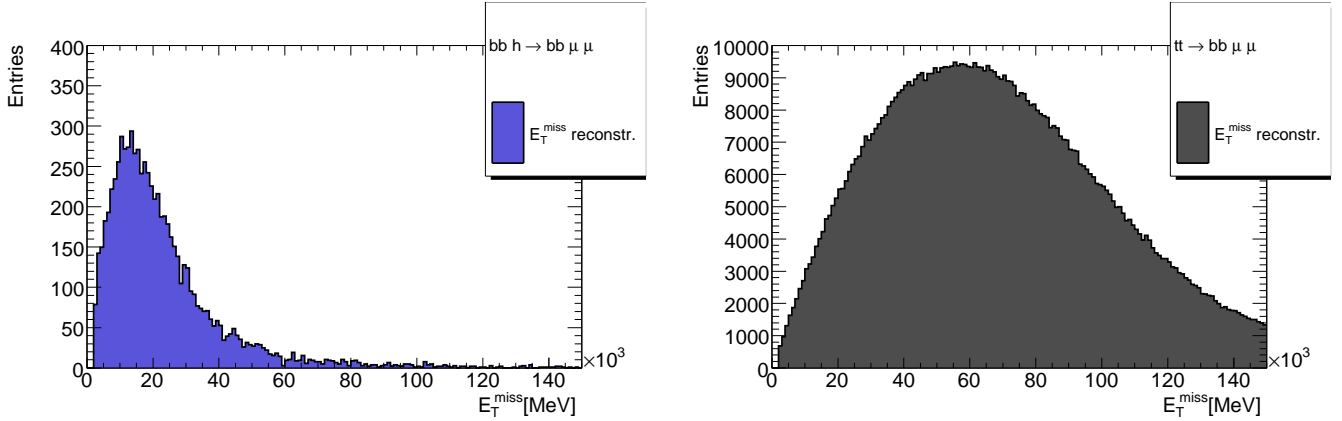 Entries
400
350
300
250
200
150
100
50
0
bb h → bb μ μ
E_T^miss reconstr.
0 20 40 60 80 100 120 140
×10³
E_T^miss[MeV]
Entries
10000
9000
8000
7000
6000
5000
4000
3000
2000
1000
0
tt → bb μ μ
E_T^miss reconstr.
0 20 40 60 80 100 120 140
×10³
E_T^miss[MeV]